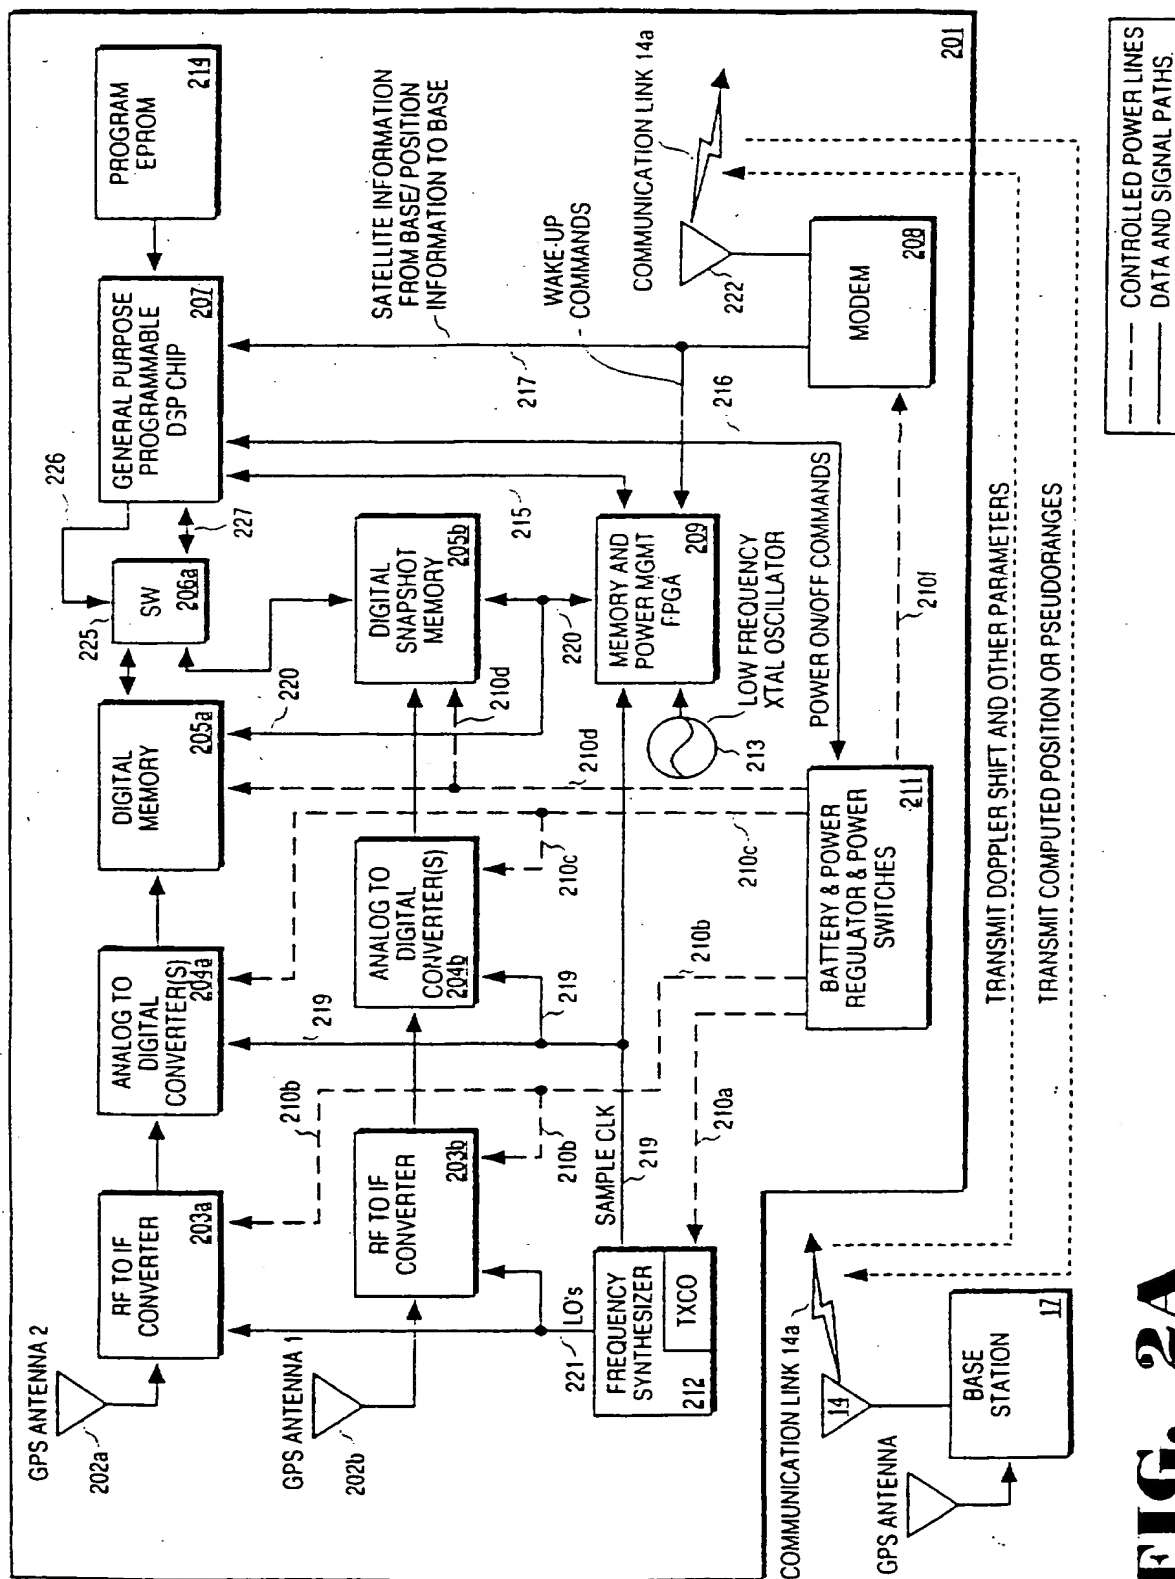 GPS ANTENNA 2
202a
RF TO IF
CONVERTER
203a
ANALOG TO
DIGITAL
CONVERTER(S)
204a
DIGITAL
MEMORY
205a
SW
206a
225
226
227
GENERAL PURPOSE
PROGRAMMABLE
DSP CHIP
207
PROGRAM
EPROM
214
210b
219
220
GPS ANTENNA 1
202b
RF TO IF
CONVERTER
203b
ANALOG TO
DIGITAL
CONVERTER(S)
204b
DIGITAL
SNAPSHOT
MEMORY
205b
210b
219
210c
210d
210d
220
215
SATELLITE INFORMATION
FROM BASE/ POSITION
INFORMATION TO BASE
217
WAKE-UP
COMMANDS
216
221
LO's
FREQUENCY
SYNTHESIZER
212
TXCO
SAMPLE CLK
219
210a
210b
210c
MEMORY AND
POWER MGMT
FPGA
209
LOW FREQUENCY
XTAL OSCILLATOR
213
POWER ON/OFF COMMANDS
BATTERY & POWER
REGULATOR & POWER
SWITCHES
211
210f
MODEM
208
222
COMMUNICATION LINK 14a
201
COMMUNICATION LINK 14a
14
GPS ANTENNA
BASE
STATION
17
TRANSMIT DOPPLER SHIFT AND OTHER PARAMETERS
TRANSMIT COMPUTED POSITION OR PSEUDORANGES
CONTROLLED POWER LINES
DATA AND SIGNAL PATHS.
FIG. 2A